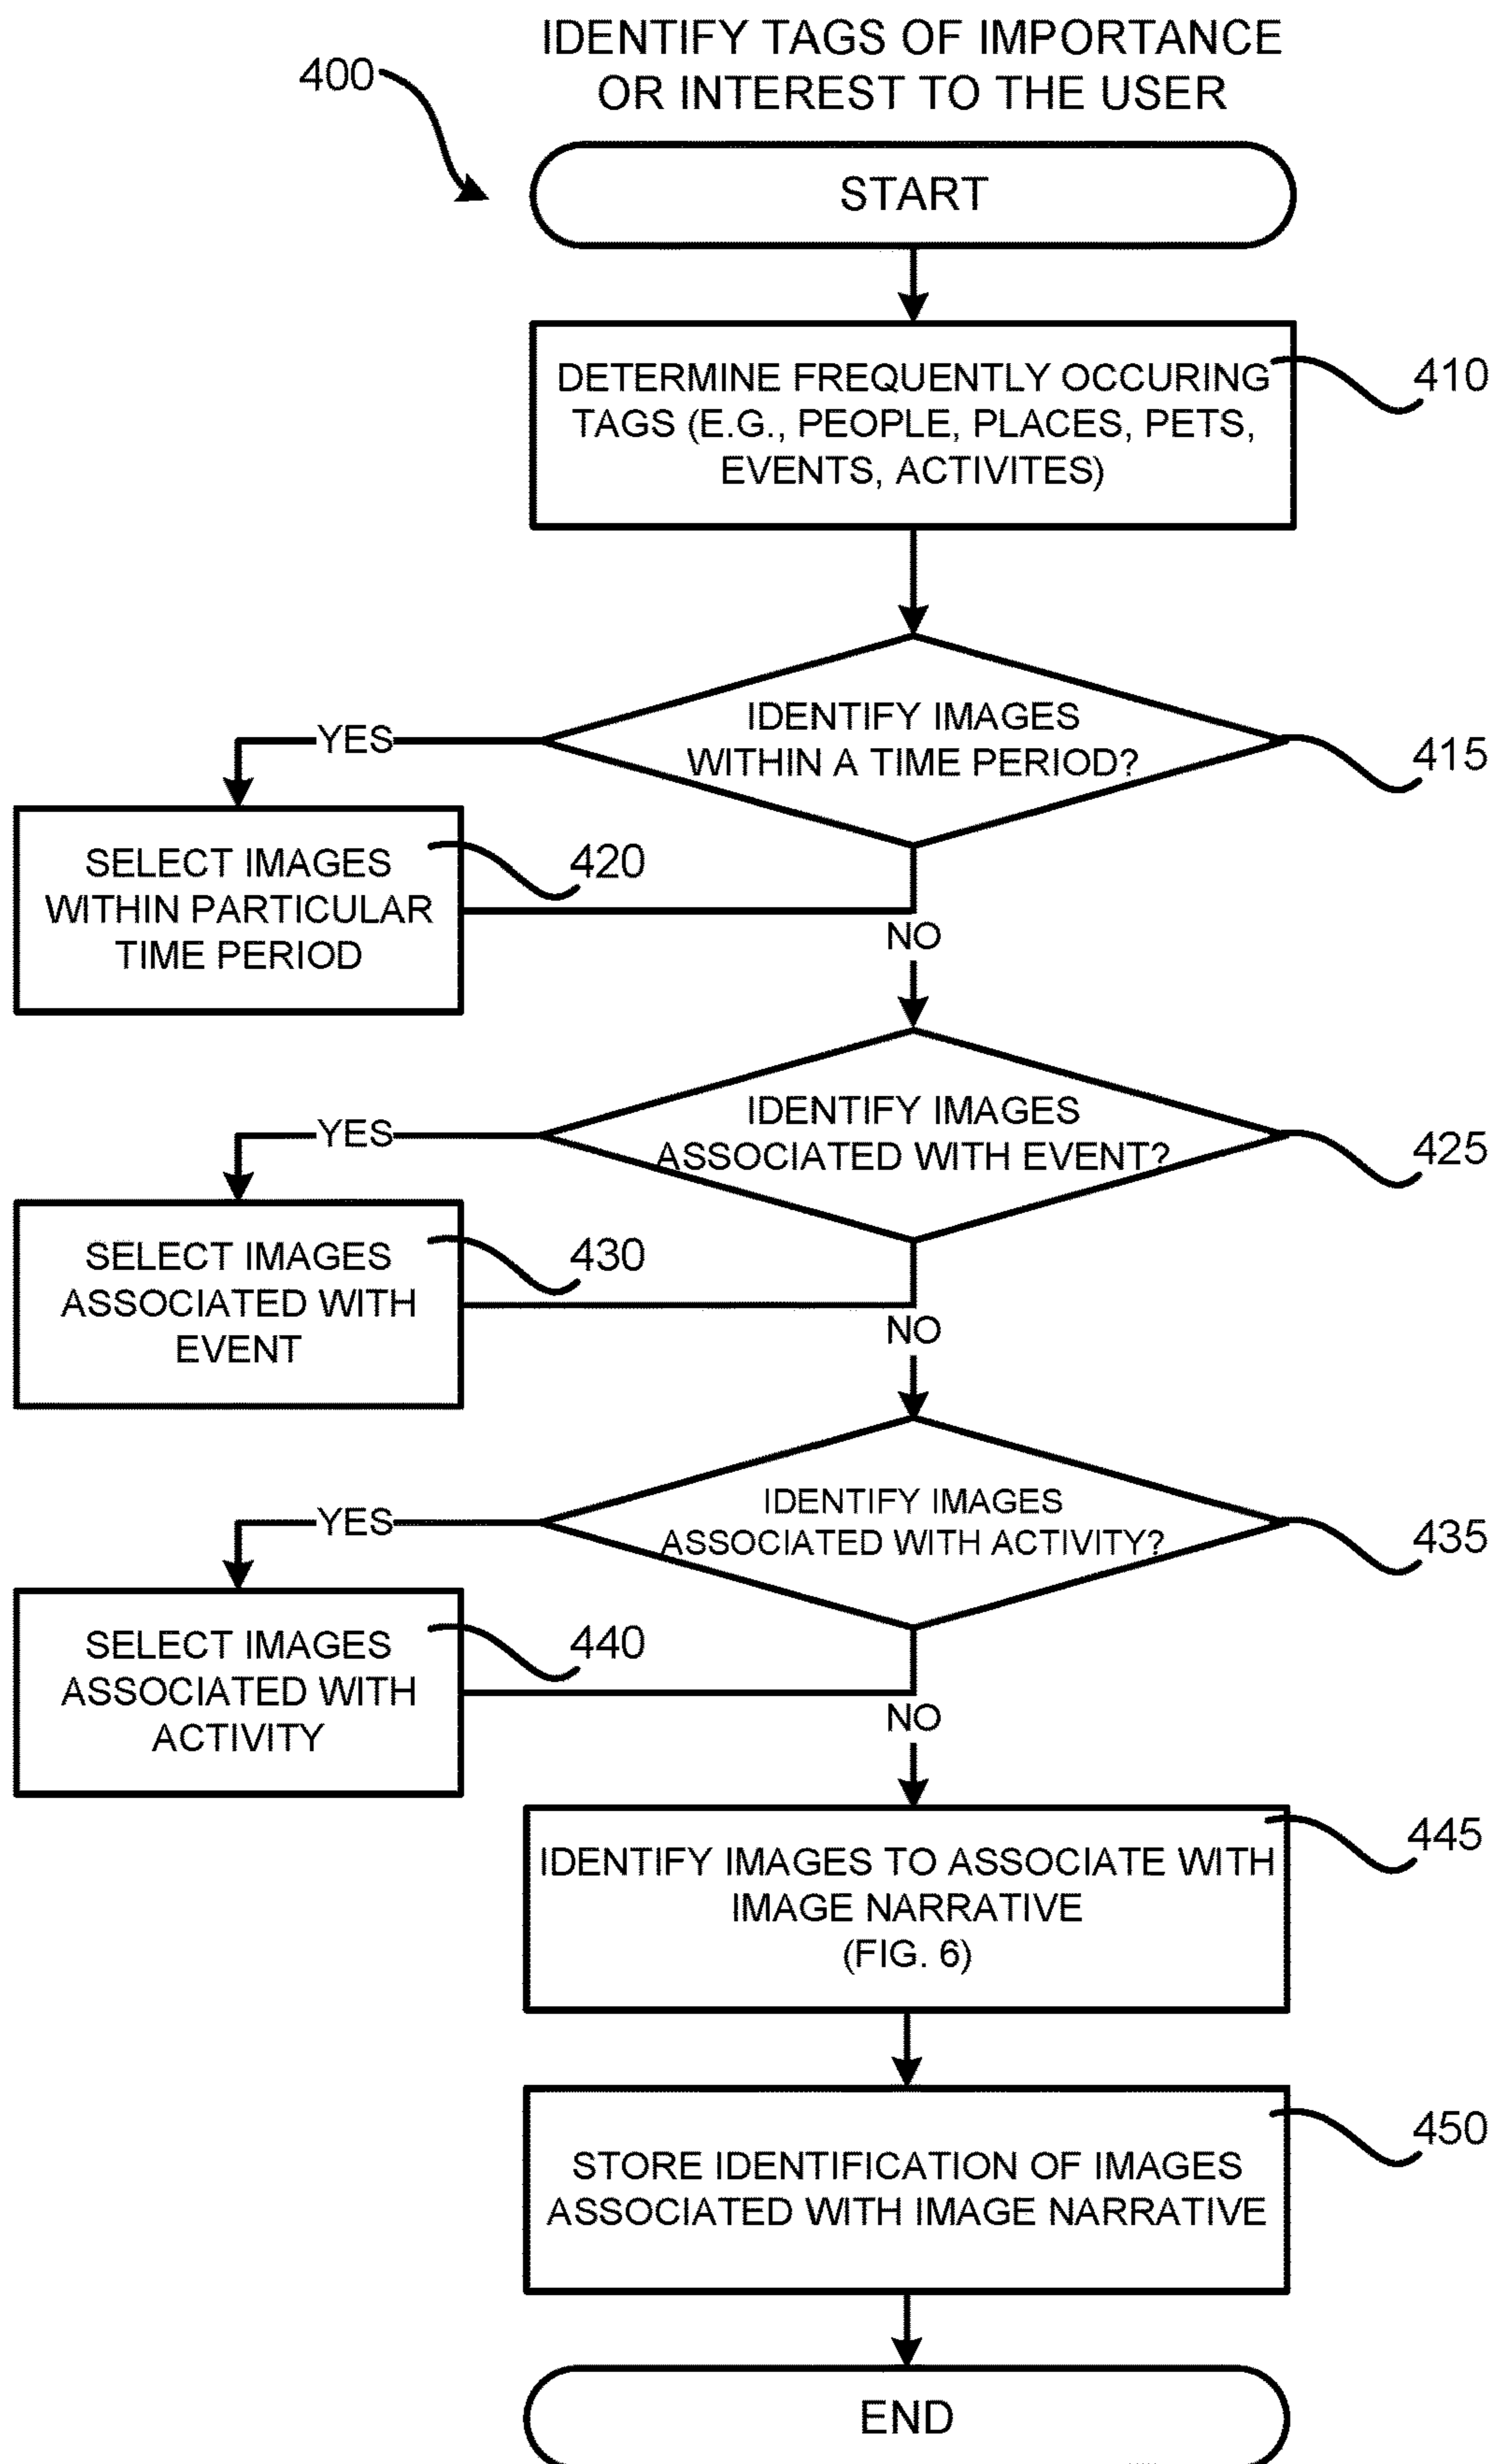 IDENTIFY TAGS OF IMPORTANCE
OR INTEREST TO THE USER
400
START
DETERMINE FREQUENTLY OCCURING
TAGS (E.G., PEOPLE, PLACES, PETS,
EVENTS, ACTIVITES)
410
IDENTIFY IMAGES
WITHIN A TIME PERIOD?
415
YES
SELECT IMAGES
WITHIN PARTICULAR
TIME PERIOD
420
NO
IDENTIFY IMAGES
ASSOCIATED WITH EVENT?
425
YES
SELECT IMAGES
ASSOCIATED WITH
EVENT
430
NO
IDENTIFY IMAGES
ASSOCIATED WITH ACTIVITY?
435
YES
SELECT IMAGES
ASSOCIATED WITH
ACTIVITY
440
NO
IDENTIFY IMAGES TO ASSOCIATE WITH
IMAGE NARRATIVE
(FIG. 6)
445
STORE IDENTIFICATION OF IMAGES
ASSOCIATED WITH IMAGE NARRATIVE
450
END